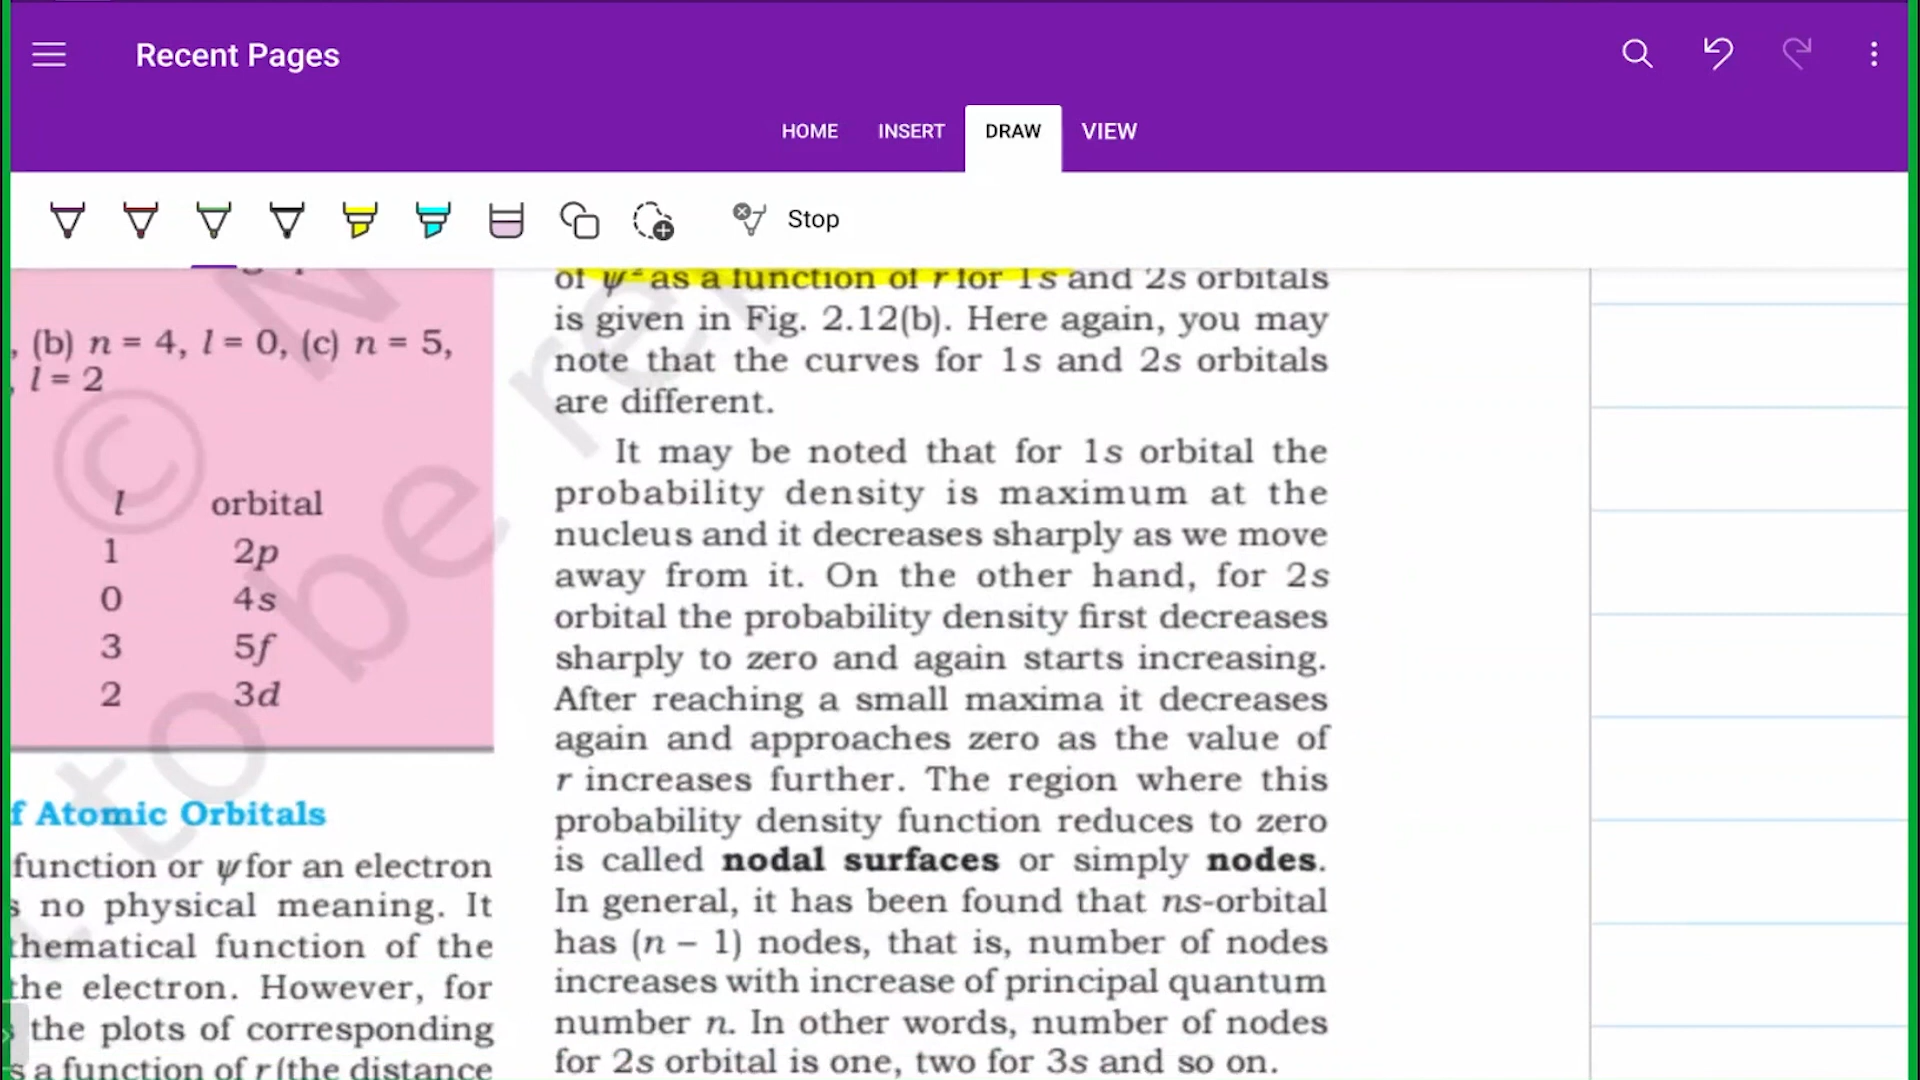 Recent Pages
HOME INSERT DRAW VIEW
Stop
, (b) n = 4, l = 0, (c) n = 5,
, l = 2
l orbital
1 2p
0 4s
3 5f
2 3d
f Atomic Orbitals
function or ψ for an electron
s no physical meaning. It
thematical function of the
the electron. However, for
the plots of corresponding
s a function of r (the distance
of ψ² as a function of r for 1s and 2s orbitals
is given in Fig. 2.12(b). Here again, you may
note that the curves for 1s and 2s orbitals
are different.
It may be noted that for 1s orbital the
probability density is maximum at the
nucleus and it decreases sharply as we move
away from it. On the other hand, for 2s
orbital the probability density first decreases
sharply to zero and again starts increasing.
After reaching a small maxima it decreases
again and approaches zero as the value of
r increases further. The region where this
probability density function reduces to zero
is called nodal surfaces or simply nodes.
In general, it has been found that ns-orbital
has (n – 1) nodes, that is, number of nodes
increases with increase of principal quantum
number n. In other words, number of nodes
for 2s orbital is one, two for 3s and so on.
© N
to be re